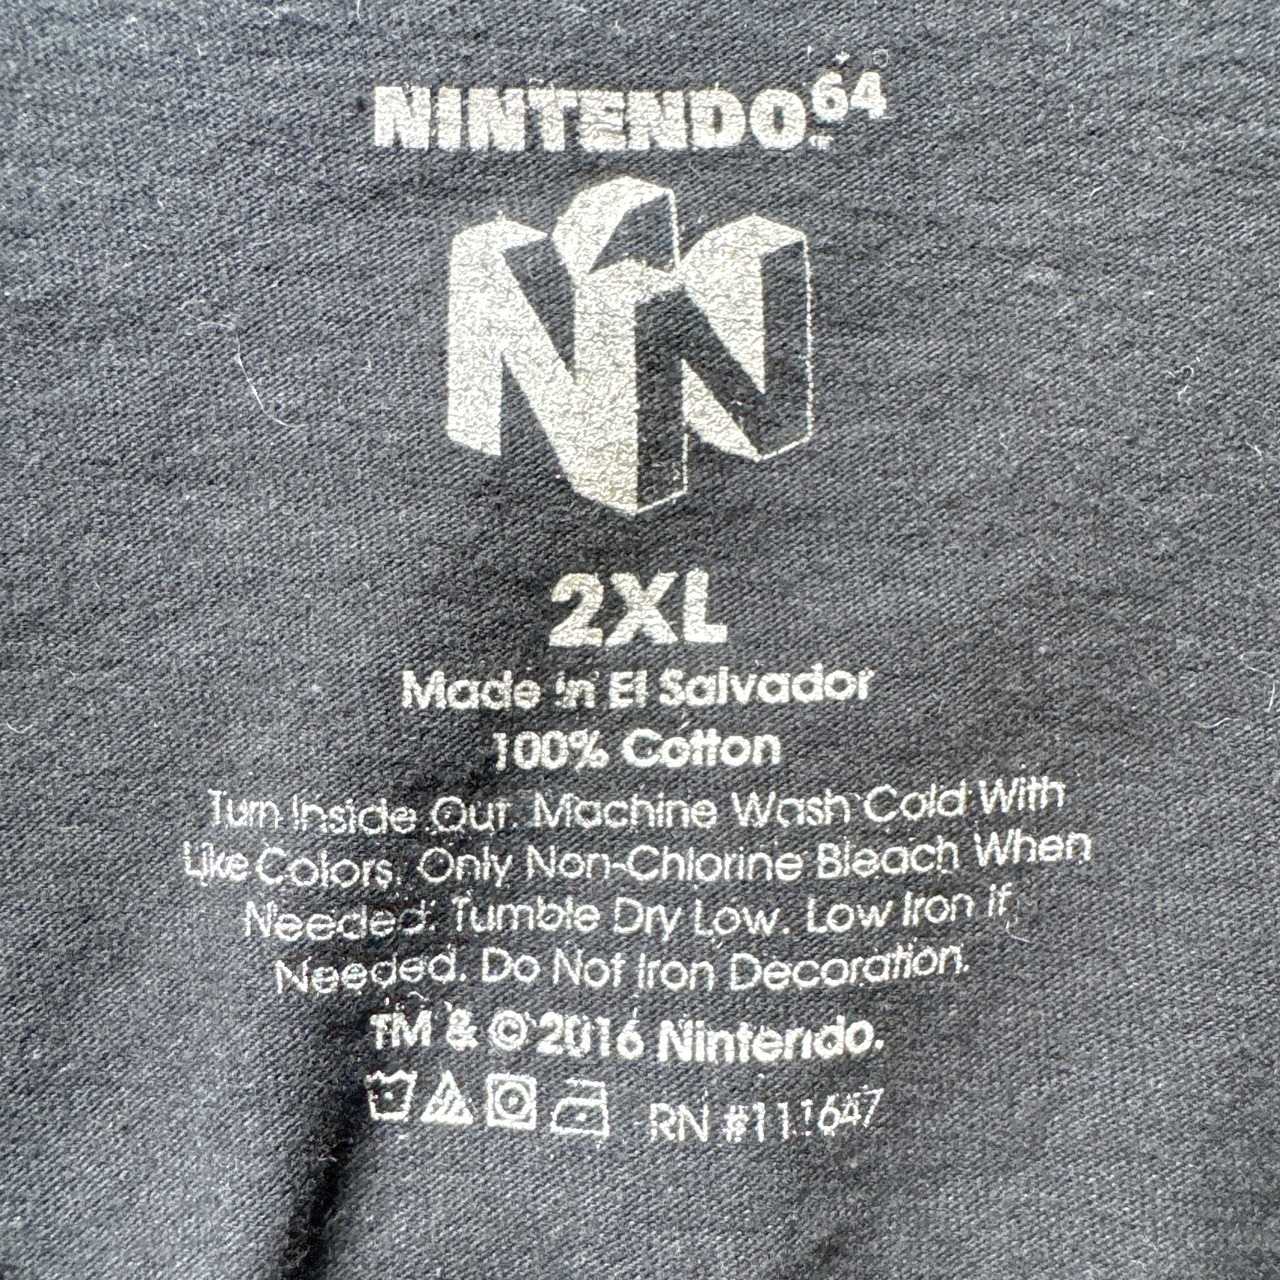 NINTENDO 64
2XL
Made in El Salvador
100% Cotton
Turn Inside Out. Machine Wash Cold With
Like Colors. Only Non-Chlorine Bleach When
Needed. Tumble Dry Low. Low Iron if
Needed. Do Not Iron Decoration.
TM & © 2016 Nintendo.
RN #111647